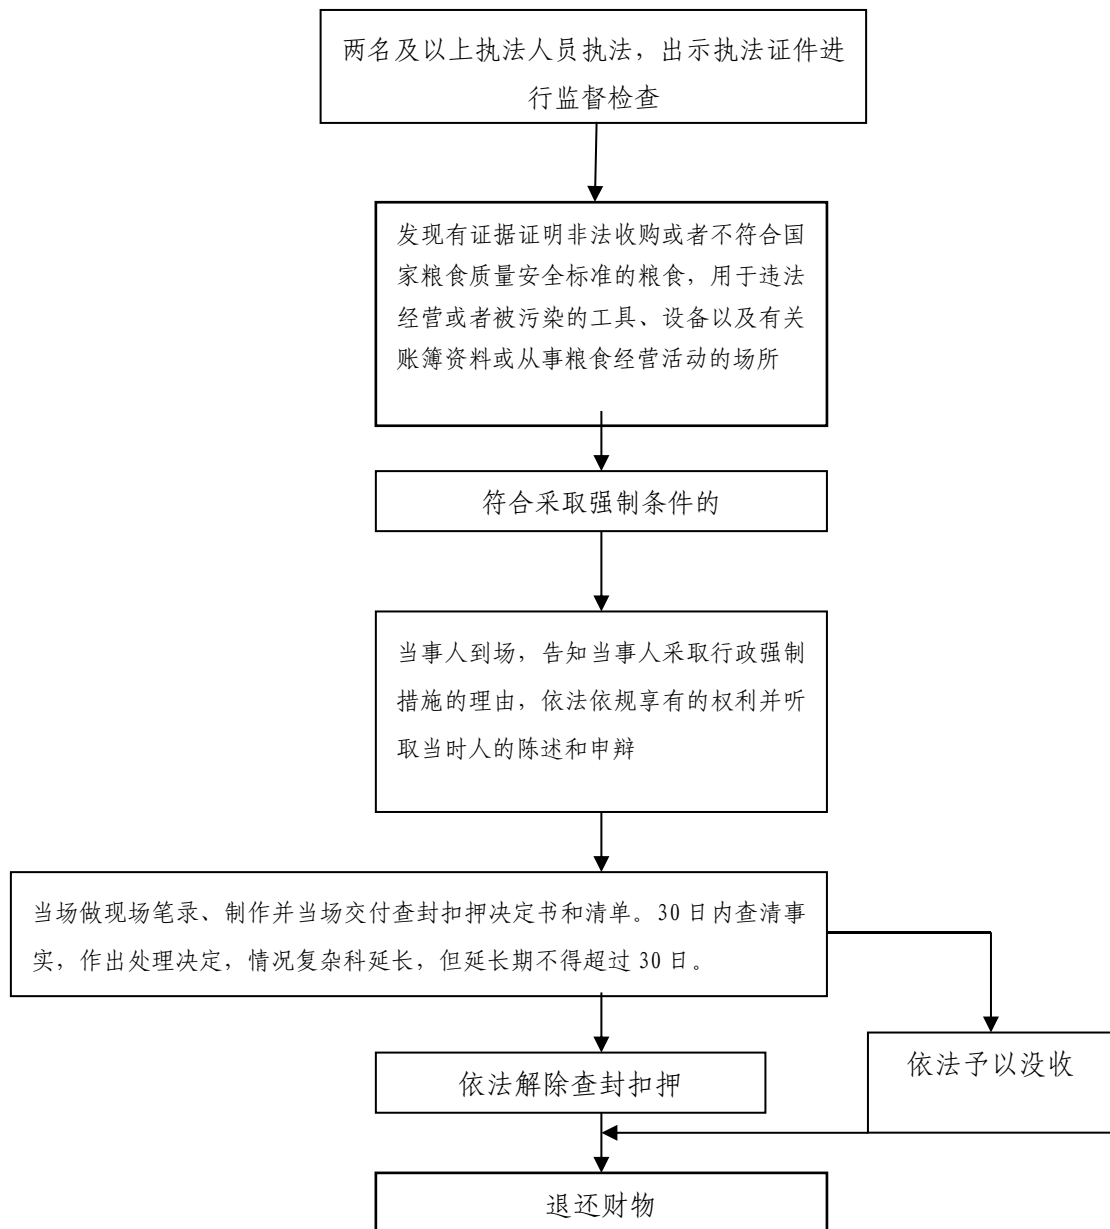 两名及以上执法人员执法，出示执法证件进
行监督检查
发现有证据证明非法收购或者不符合国
家粮食质量安全标准的粮食，用于违法
经营或者被污染的工具、设备以及有关
账簿资料或从事粮食经营活动的场所
符合采取强制条件的
当事人到场，告知当事人采取行政强制
措施的理由，依法依规享有的权利并听
取当时人的陈述和申辩
当场做现场笔录、制作并当场交付查封扣押决定书和清单。30日内查清事
实，作出处理决定，情况复杂科延长，但延长期不得超过30日。
依法予以没收
依法解除查封扣押
退还财物